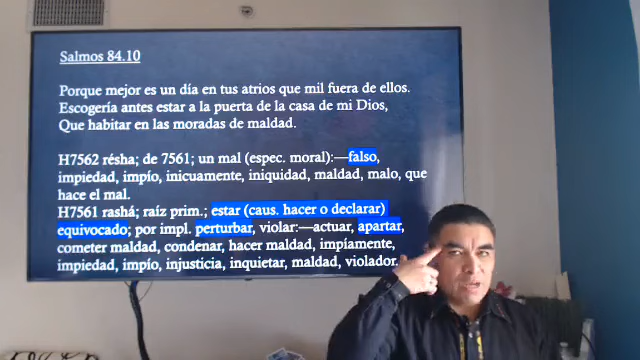 Salmos 84.10
Porque mejor es un día en tus atrios que mil fuera de ellos.
Escogería antes estar a la puerta de la casa de mi Dios,
Que habitar en las moradas de maldad.
H7562 résha; de 7561; un mal (espec. moral):—falso,
impiedad, impío, inicuamente, iniquidad, maldad, malo, que
hace el mal.
H7561 rashá; raíz prim.; estar (caus. hacer o declarar)
equivocado; por impl. perturbar, violar:—actuar, apartar,
cometer maldad, condenar, hacer maldad, impíamente,
impiedad, impío, injusticia, inquietar, maldad, violador.